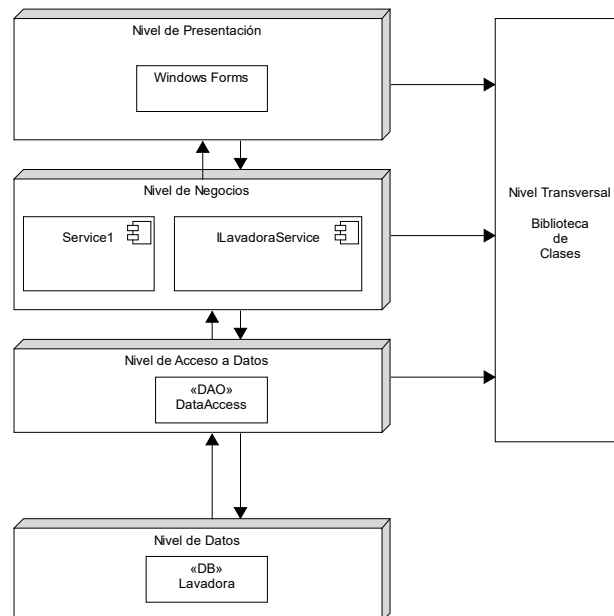 Nivel de Presentación
Windows Forms
Nivel de Negocios
Service1
ILavadoraService
Nivel de Acceso a Datos
«DAO»
DataAccess
Nivel de Datos
«DB»
Lavadora
Nivel Transversal
Biblioteca
de
Clases